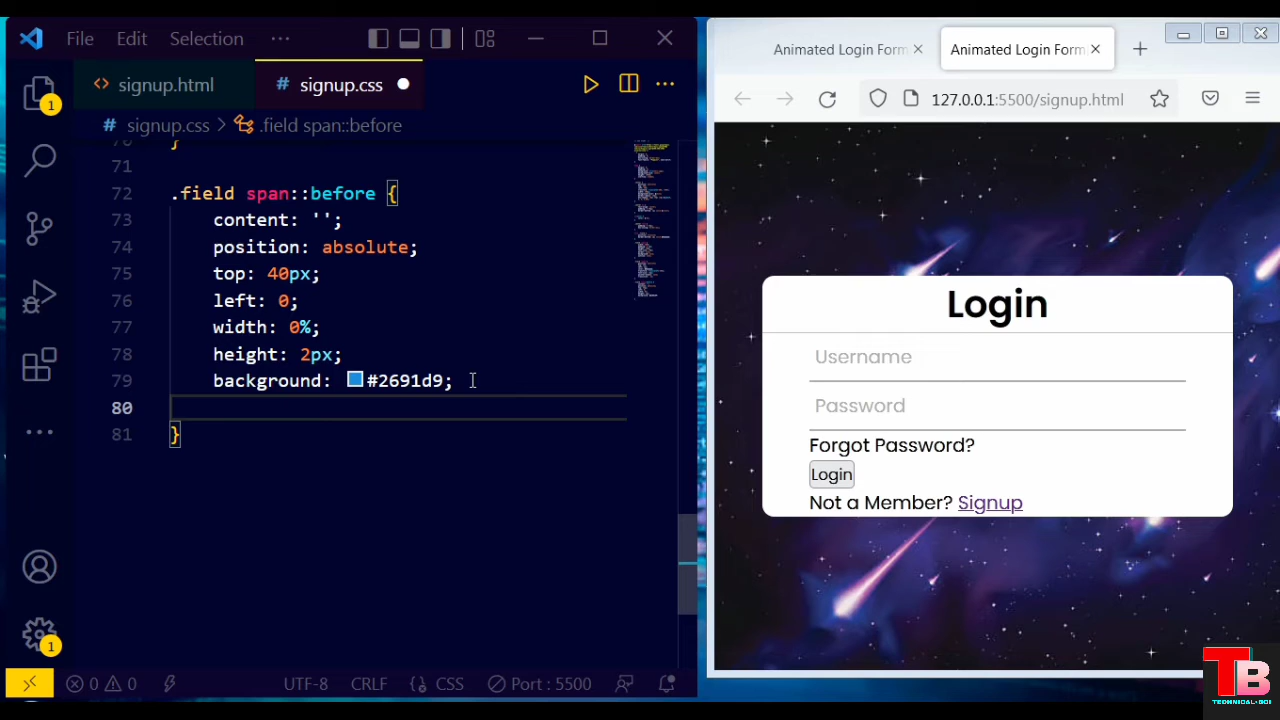 File Edit Selection ...
signup.html
signup.css
signup.css > .field span::before
71
72 .field span::before {
73 content: '';
74 position: absolute;
75 top: 40px;
76 left: 0;
77 width: 0%;
78 height: 2px;
79 background: #2691d9;
80
81 }
1
1
0 0 UTF-8 CRLF {} CSS Port : 5500
Animated Login Form
Animated Login Form
127.0.0.1:5500/signup.html
Login
Username
Password
Forgot Password?
Login
Not a Member? Signup
TB